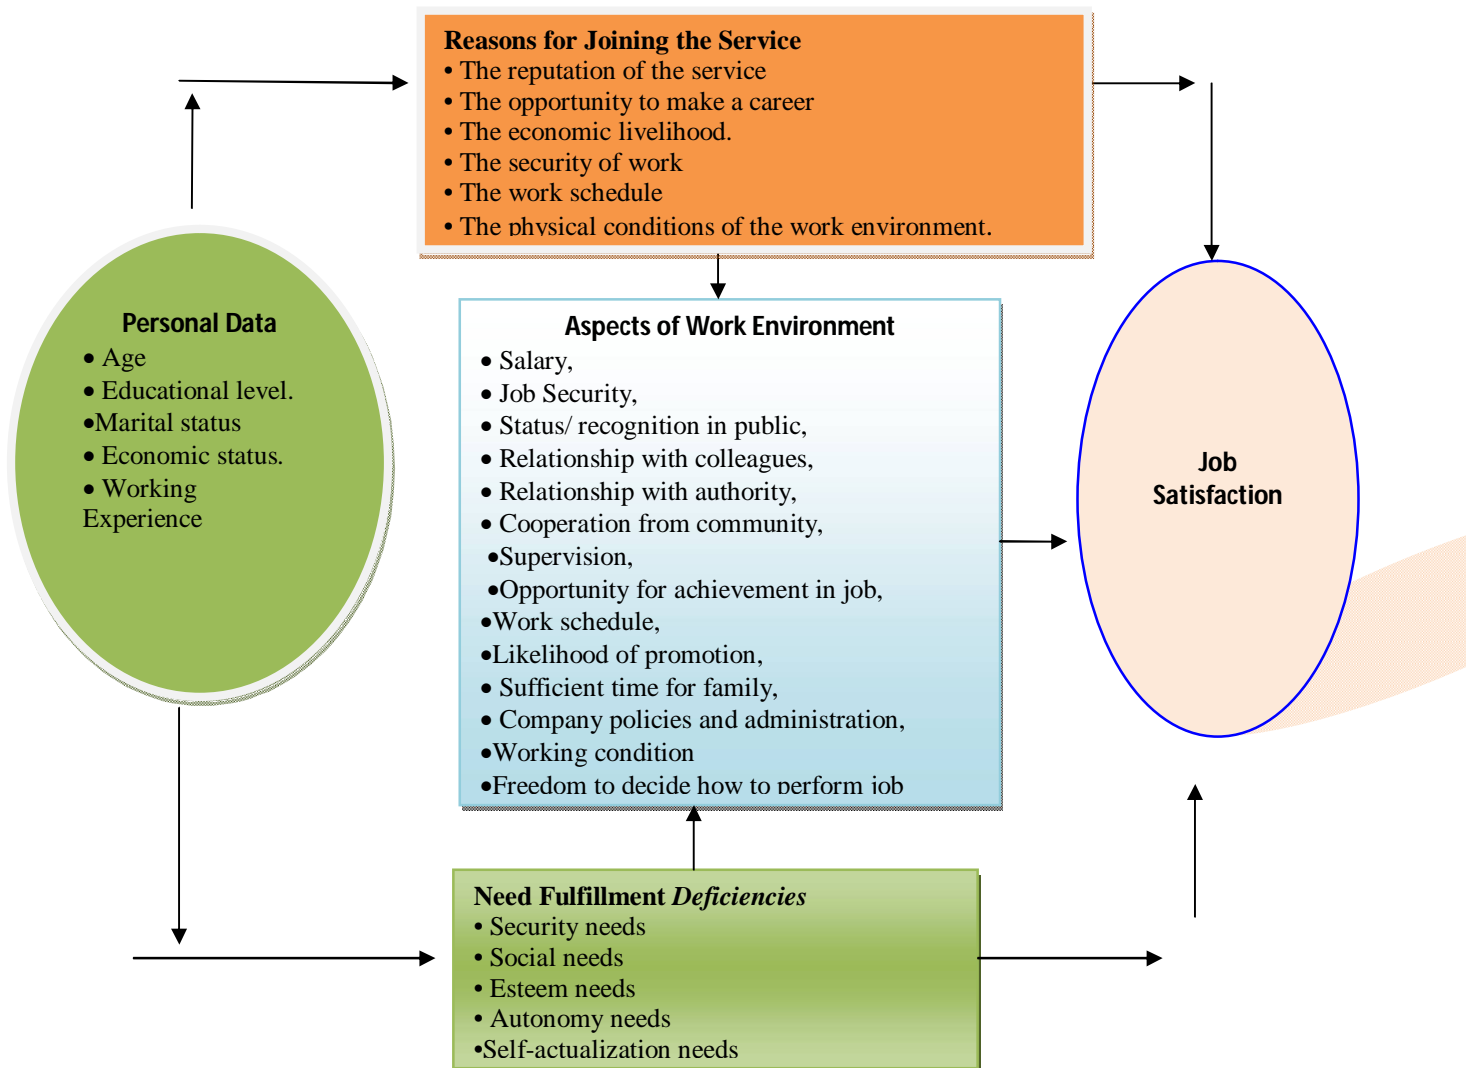 Reasons for Joining the Service
• The reputation of the service
• The opportunity to make a career
• The economic livelihood.
• The security of work
• The work schedule
• The physical conditions of the work environment.
Personal Data
• Age
• Educational level.
•Marital status
• Economic status.
• Working
Experience
Aspects of Work Environment
• Salary,
• Job Security,
• Status/ recognition in public,
• Relationship with colleagues,
• Relationship with authority,
• Cooperation from community,
•Supervision,
•Opportunity for achievement in job,
•Work schedule,
•Likelihood of promotion,
• Sufficient time for family,
• Company policies and administration,
•Working condition
•Freedom to decide how to perform job
Job
Satisfaction
Need Fulfillment Deficiencies
• Security needs
• Social needs
• Esteem needs
• Autonomy needs
•Self-actualization needs